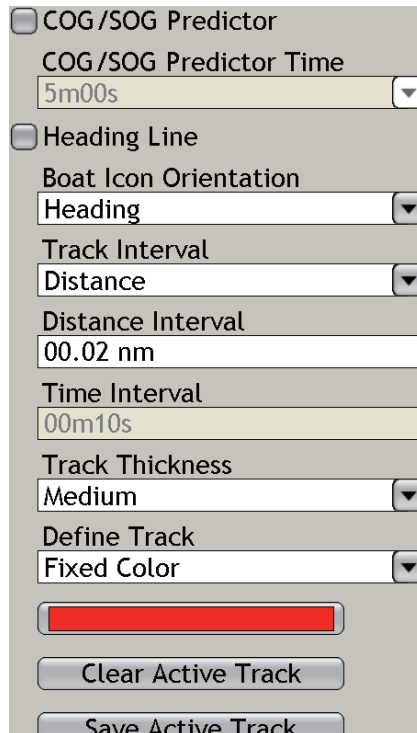 COG/SOG Predictor
COG/SOG Predictor Time
5m00s
Heading Line
Boat Icon Orientation
Heading
Track Interval
Distance
Distance Interval
00.02 nm
Time Interval
00m10s
Track Thickness
Medium
Define Track
Fixed Color
Clear Active Track
Save Active Track